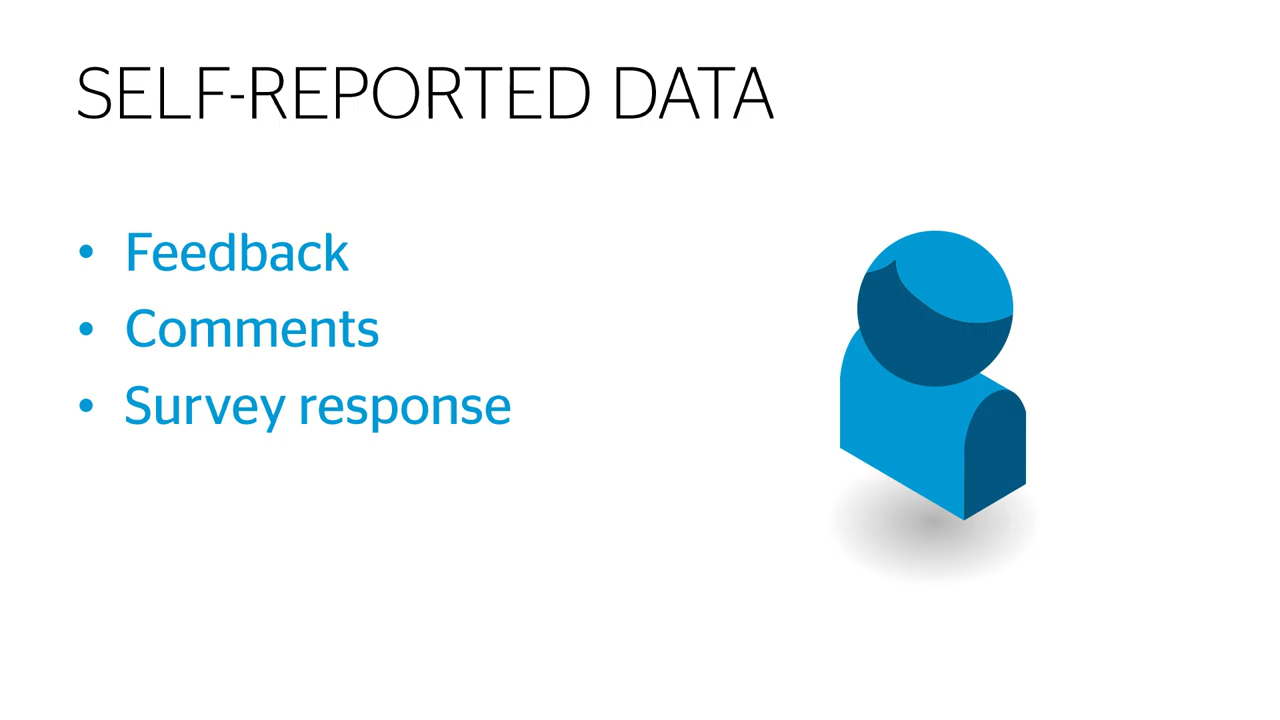 SELF-REPORTED DATA
• Feedback
• Comments
• Survey response